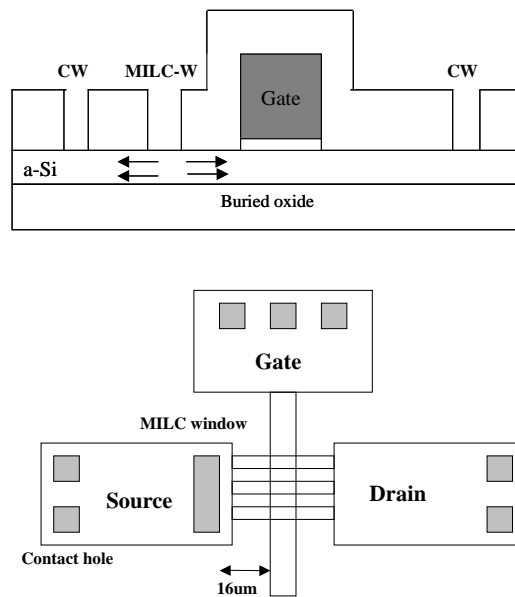 CW MILC-W CW
Gate
a-Si
Buried oxide
Gate
MILC window
Source Drain
Contact hole
16um